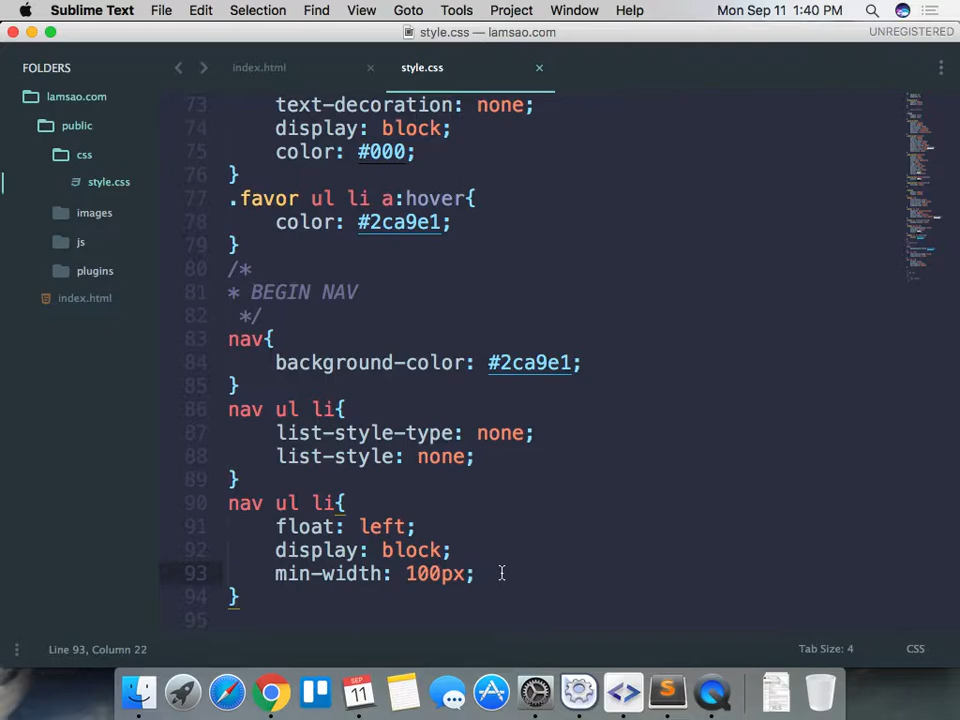 Sublime Text File Edit Selection Find View Goto Tools Project Window Help Mon Sep 11 1:40 PM
style.css — lamsao.com UNREGISTERED
FOLDERS
lamsao.com
public
css
style.css
images
js
plugins
index.html
index.html × style.css ×
73 text-decoration: none;
74 display: block;
75 color: #000;
76 }
77 .favor ul li a:hover{
78 color: #2ca9e1;
79 }
80 /*
81 * BEGIN NAV
82 */
83 nav{
84 background-color: #2ca9e1;
85 }
86 nav ul li{
87 list-style-type: none;
88 list-style: none;
89 }
90 nav ul li{
91 float: left;
92 display: block;
93 min-width: 100px;
94 }
95
Line 93, Column 22 Tab Size: 4 CSS
SEP
11